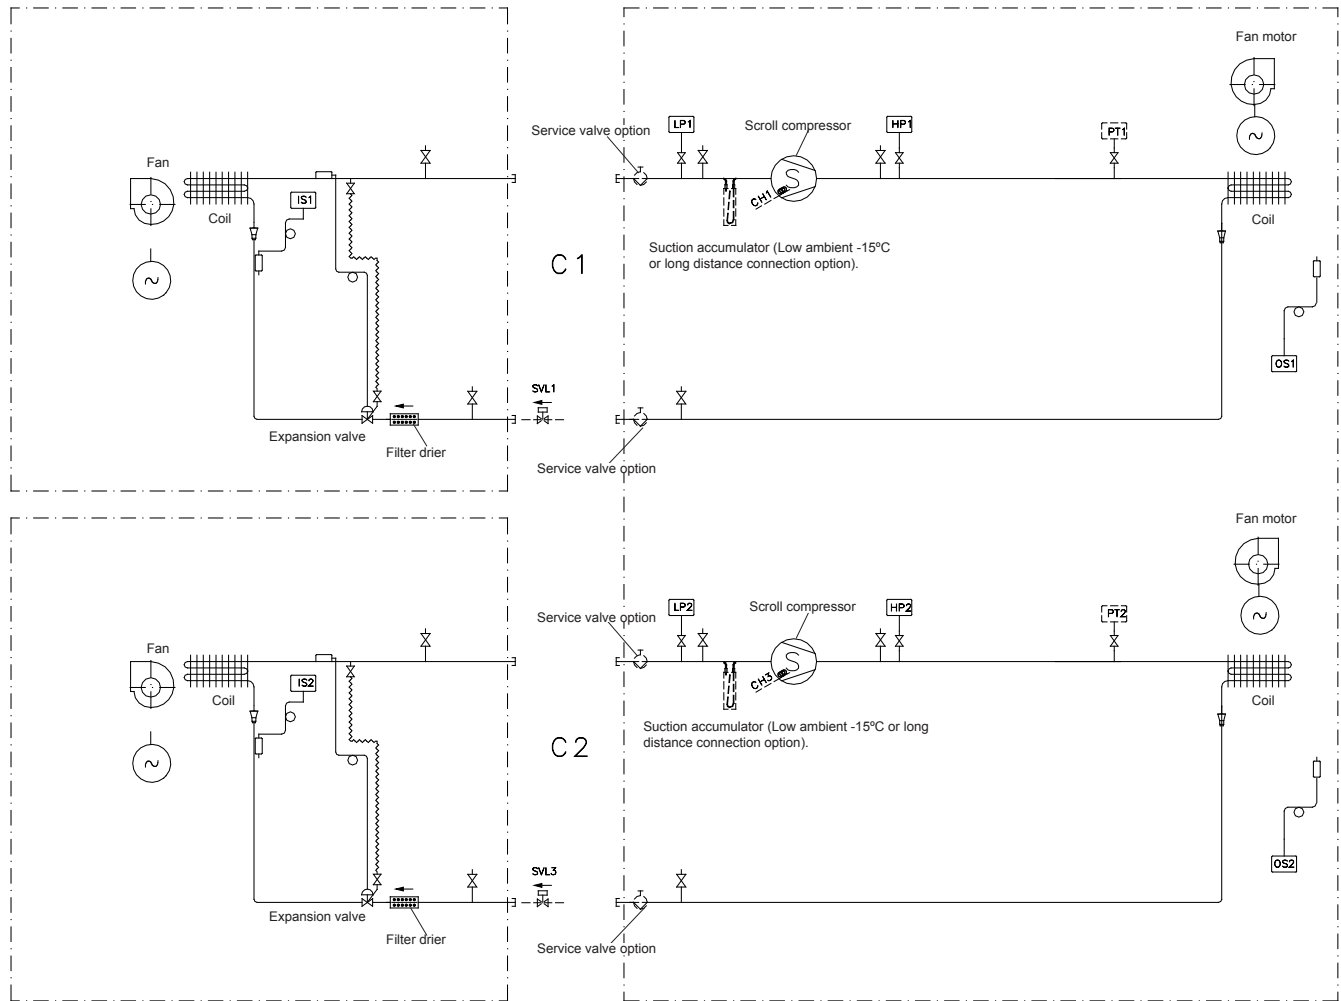 Fan motor
LP1
HP1
PT1
Service valve option
Scroll compressor
Fan
IS1
CH1
S
Coil
Coil
Suction accumulator (Low ambient -15ºC
or long distance connection option).
C1
~
~
OS1
SVL1
Expansion valve
Filter drier
Service valve option
Fan motor
LP2
HP2
PT2
Service valve option
Scroll compressor
Fan
IS2
CH3
S
Coil
Coil
Suction accumulator (Low ambient -15ºC or long
distance connection option).
C2
~
~
OS2
SVL3
Expansion valve
Filter drier
Service valve option